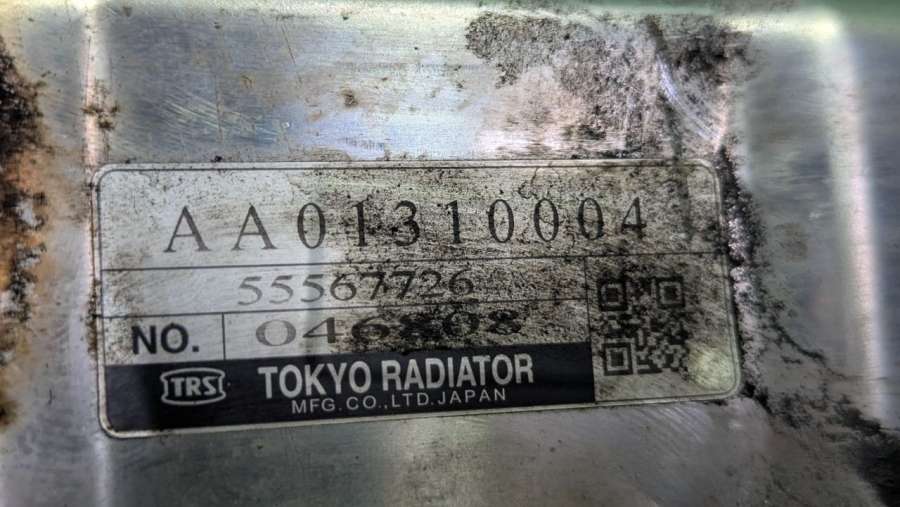 AA01310004
55567726
NO. 046808
TRS TOKYO RADIATOR
MFG. CO., LTD. JAPAN